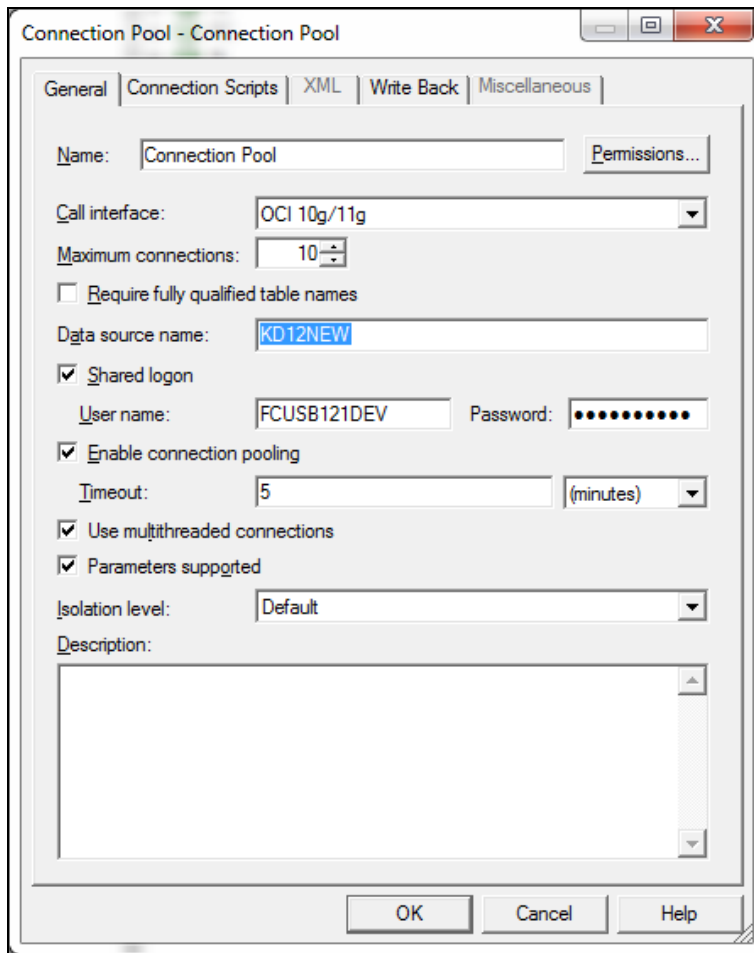 Connection Pool - Connection Pool
General Connection Scripts XML Write Back Miscellaneous
Name: Connection Pool Permissions...
Call interface: OCI 10g/11g
Maximum connections: 10
Require fully qualified table names
Data source name: KD12NEW
Shared logon
User name: FCUSB121DEV Password: ●●●●●●●●●●
Enable connection pooling
Timeout: 5 (minutes)
Use multithreaded connections
Parameters supported
Isolation level: Default
Description:
OK Cancel Help